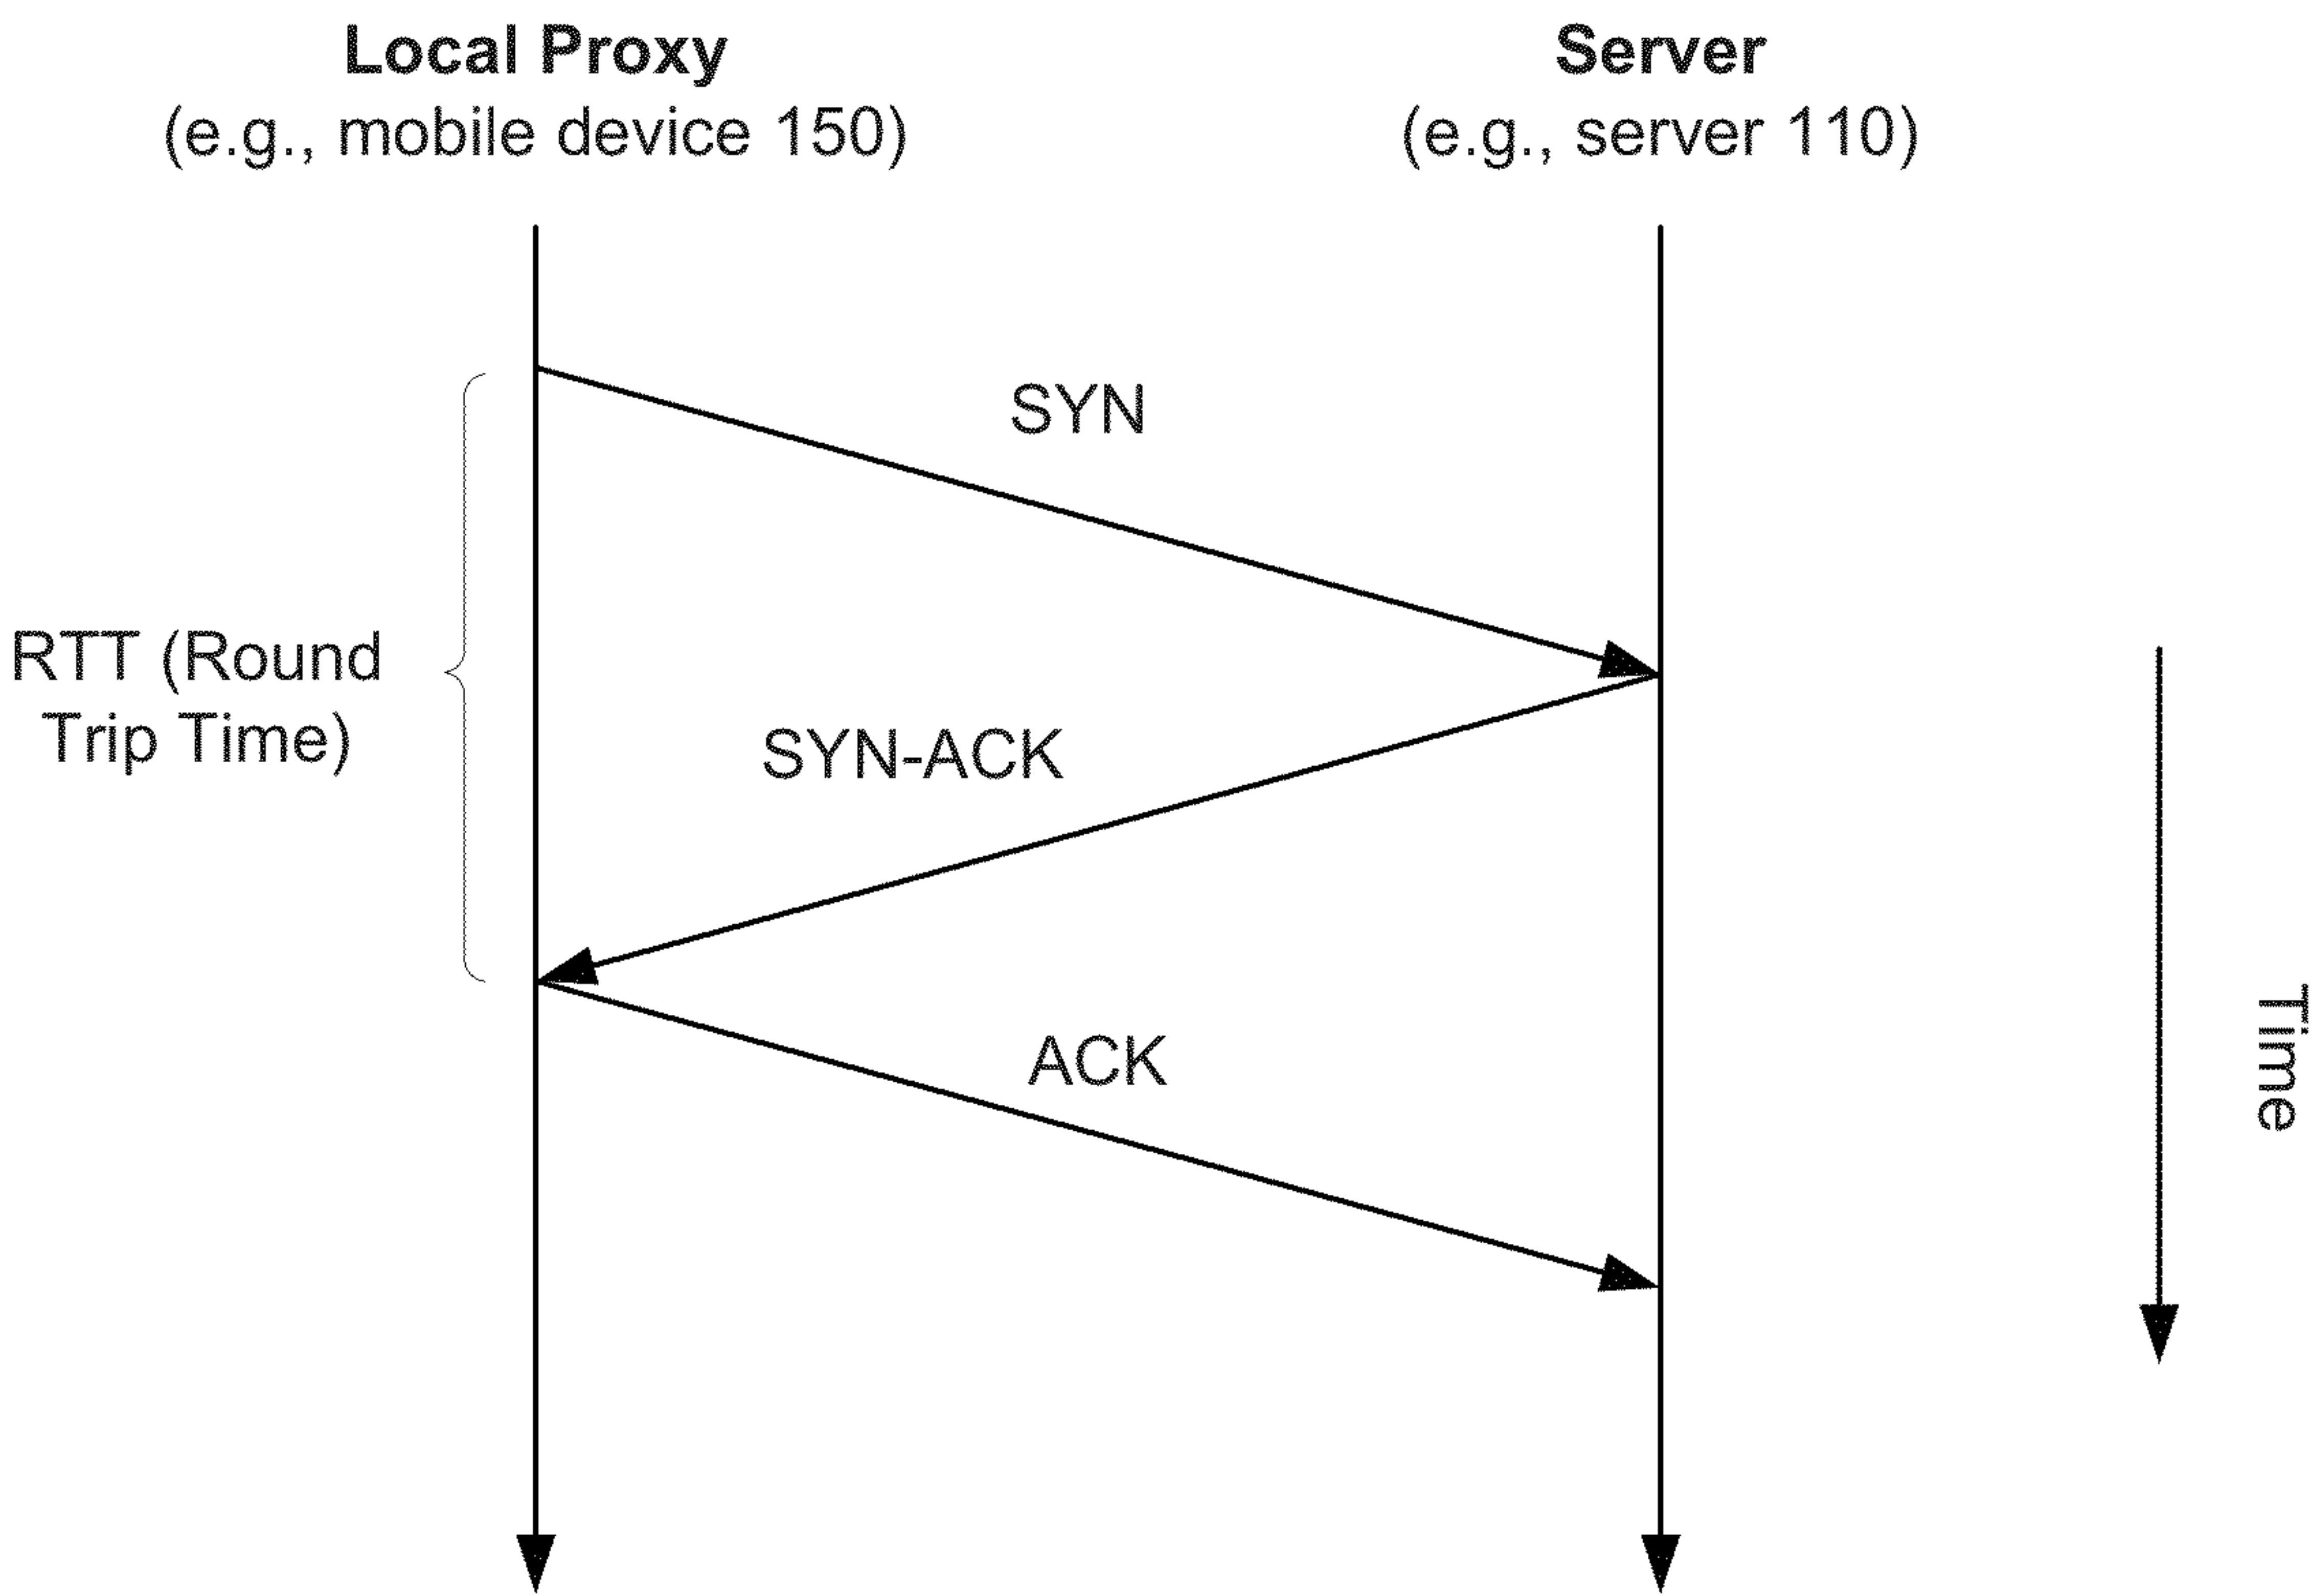 Local Proxy
(e.g., mobile device 150)
Server
(e.g., server 110)
SYN
RTT (Round
Trip Time)
SYN-ACK
ACK
Time